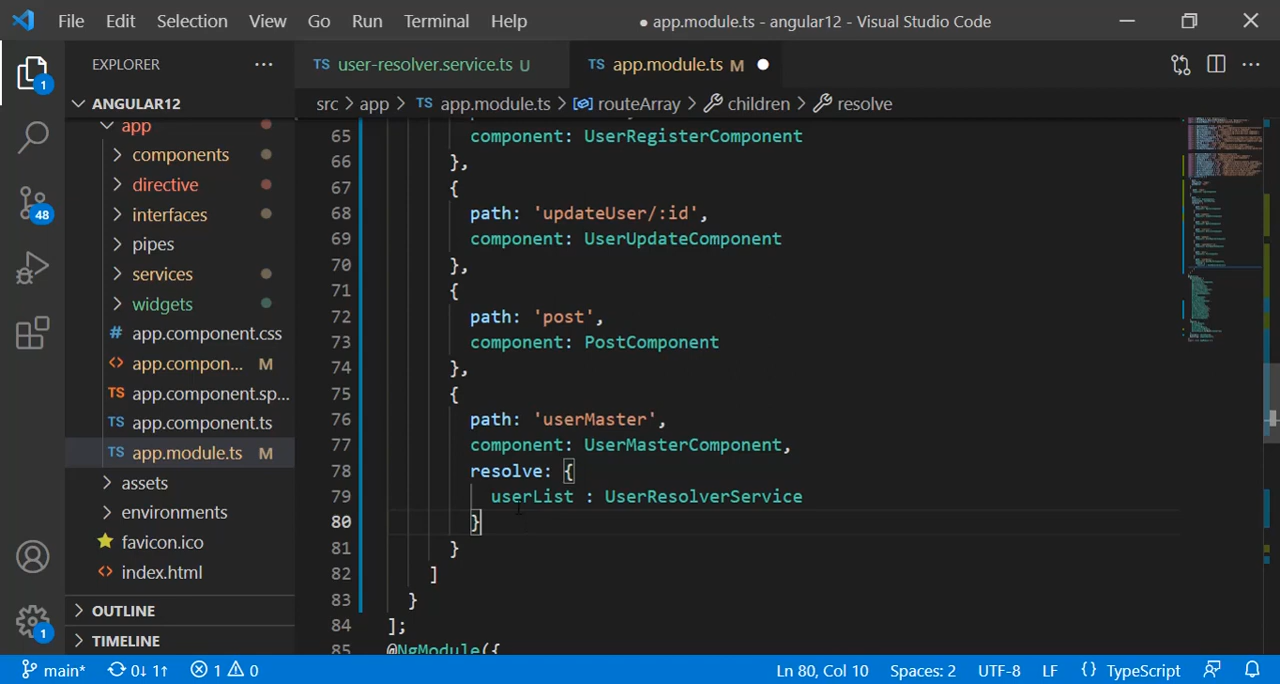 File Edit Selection View Go Run Terminal Help ● app.module.ts - angular12 - Visual Studio Code
EXPLORER ...
TS user-resolver.service.ts U TS app.module.ts M
1
ANGULAR12
src > app > TS app.module.ts > routeArray > children > resolve
app
components
directive
interfaces
pipes
services
widgets
# app.component.css
<> app.compon... M
TS app.component.sp...
TS app.component.ts
TS app.module.ts M
assets
environments
favicon.ico
<> index.html
OUTLINE
TIMELINE
48
1
65 component: UserRegisterComponent
66 },
67 {
68 path: 'updateUser/:id',
69 component: UserUpdateComponent
70 },
71 {
72 path: 'post',
73 component: PostComponent
74 },
75 {
76 path: 'userMaster',
77 component: UserMasterComponent,
78 resolve: {
79 userList : UserResolverService
80 }
81 }
82 ]
83 }
84 ];
85 @NgModule({
main* 0↓ 1↑ 1 0 Ln 80, Col 10 Spaces: 2 UTF-8 LF {} TypeScript